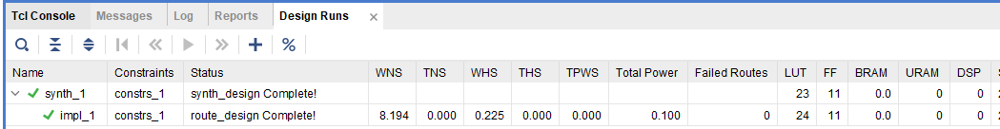 Tcl Console Messages Log Reports Design Runs
Name Constraints Status WNS TNS WHS THS TPWS Total Power Failed Routes LUT FF BRAM URAM DSP
synth_1 constrs_1 synth_design Complete! 23 11 0.0 0 0
impl_1 constrs_1 route_design Complete! 8.194 0.000 0.225 0.000 0.000 0.100 0 24 11 0.0 0 0